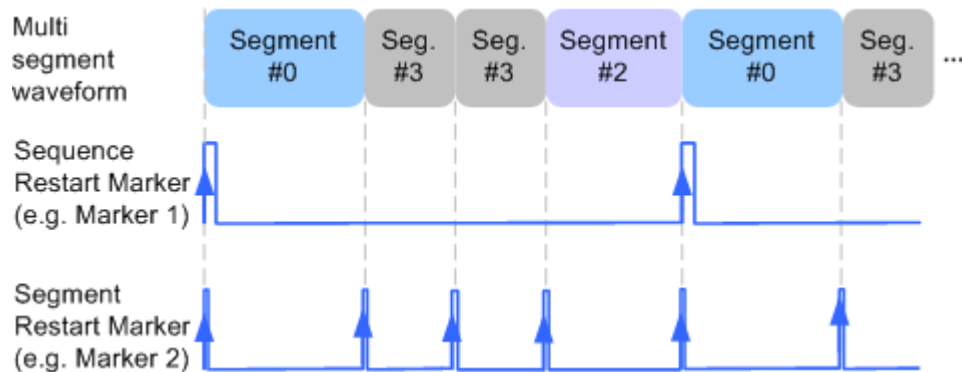 Multi
segment
waveform
Segment
#0
Seg.
#3
Seg.
#3
Segment
#2
Segment
#0
Seg.
#3
...
Sequence
Restart Marker
(e.g. Marker 1)
Segment
Restart Marker
(e.g. Marker 2)